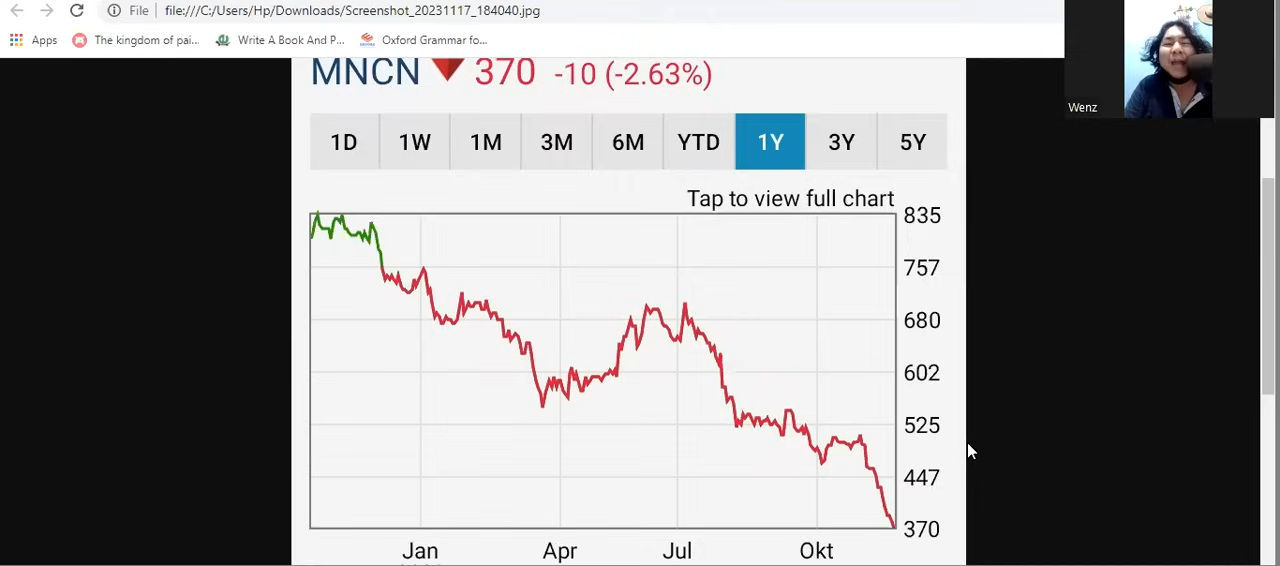 File file:///C:/Users/Hp/Downloads/Screenshot_20231117_184040.jpg
Apps The kingdom of pai... Write A Book And P... Oxford Grammar fo...
Wenz
MNCN 370 -10 (-2.63%)
1D 1W 1M 3M 6M YTD 1Y 3Y 5Y
Tap to view full chart
835
757
680
602
525
447
370
Jan Apr Jul Okt